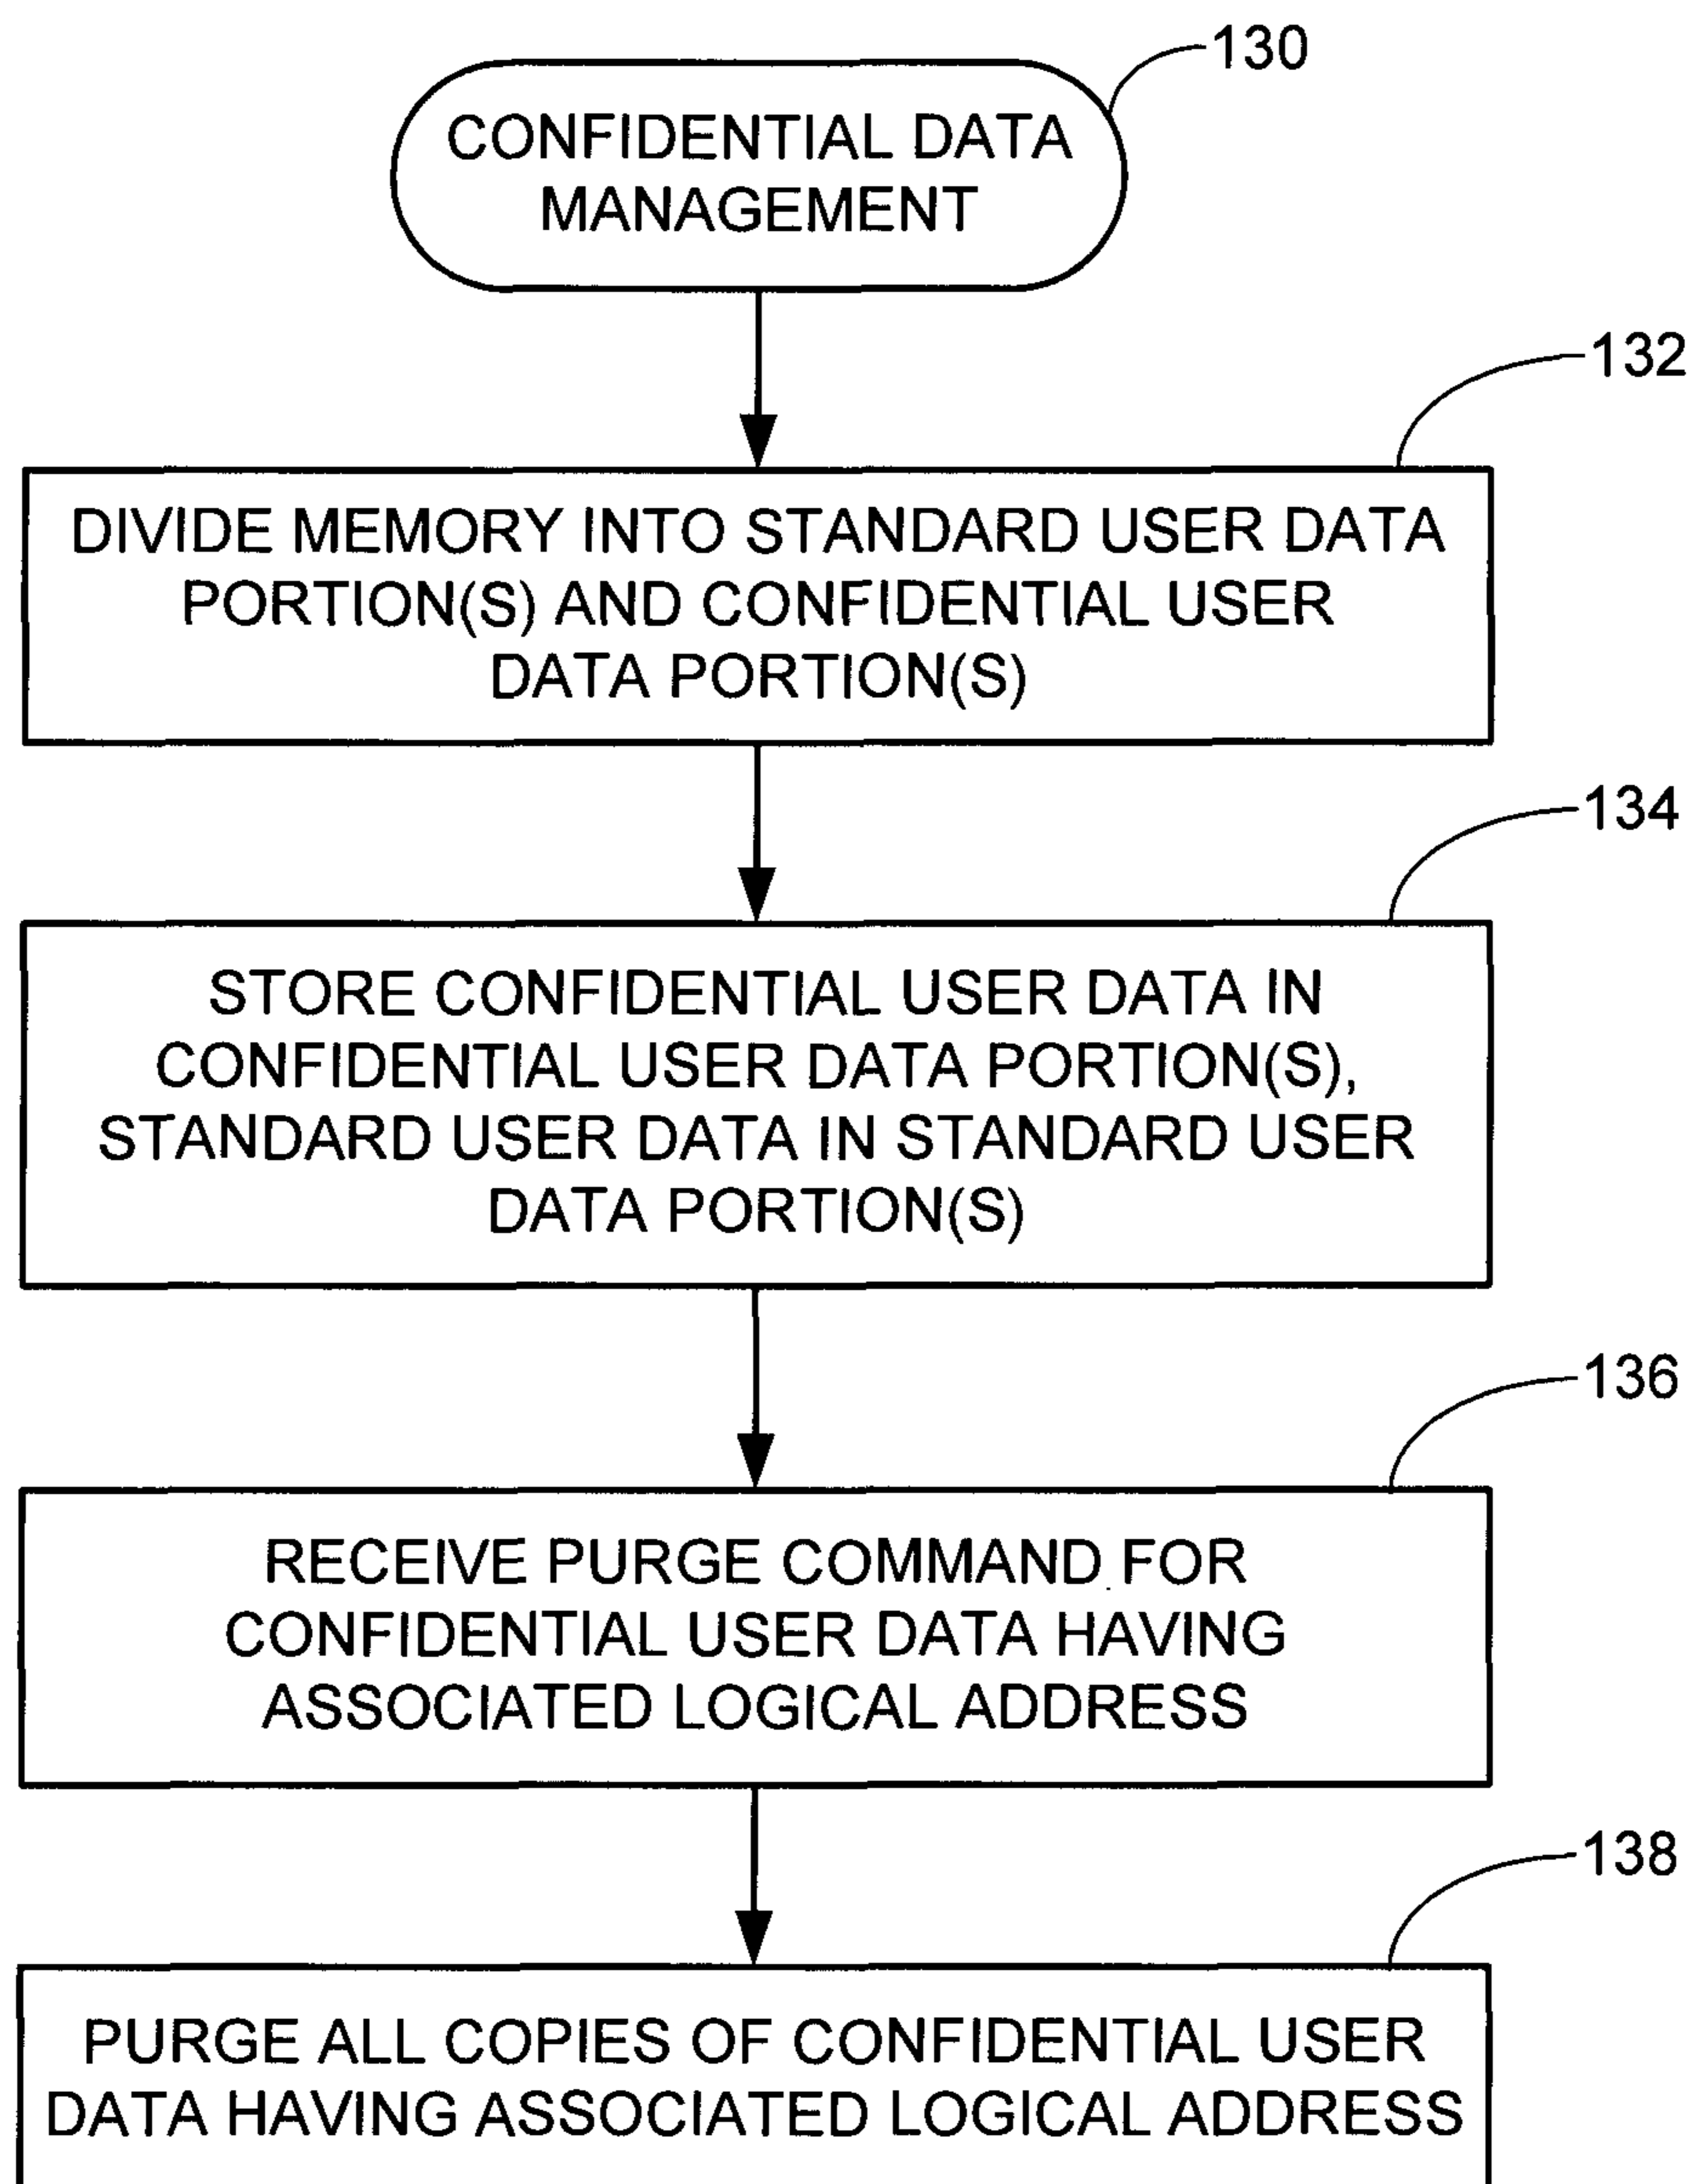 130
CONFIDENTIAL DATA
MANAGEMENT
132
DIVIDE MEMORY INTO STANDARD USER DATA
PORTION(S) AND CONFIDENTIAL USER
DATA PORTION(S)
134
STORE CONFIDENTIAL USER DATA IN
CONFIDENTIAL USER DATA PORTION(S),
STANDARD USER DATA IN STANDARD USER
DATA PORTION(S)
136
RECEIVE PURGE COMMAND FOR
CONFIDENTIAL USER DATA HAVING
ASSOCIATED LOGICAL ADDRESS
138
PURGE ALL COPIES OF CONFIDENTIAL USER
DATA HAVING ASSOCIATED LOGICAL ADDRESS